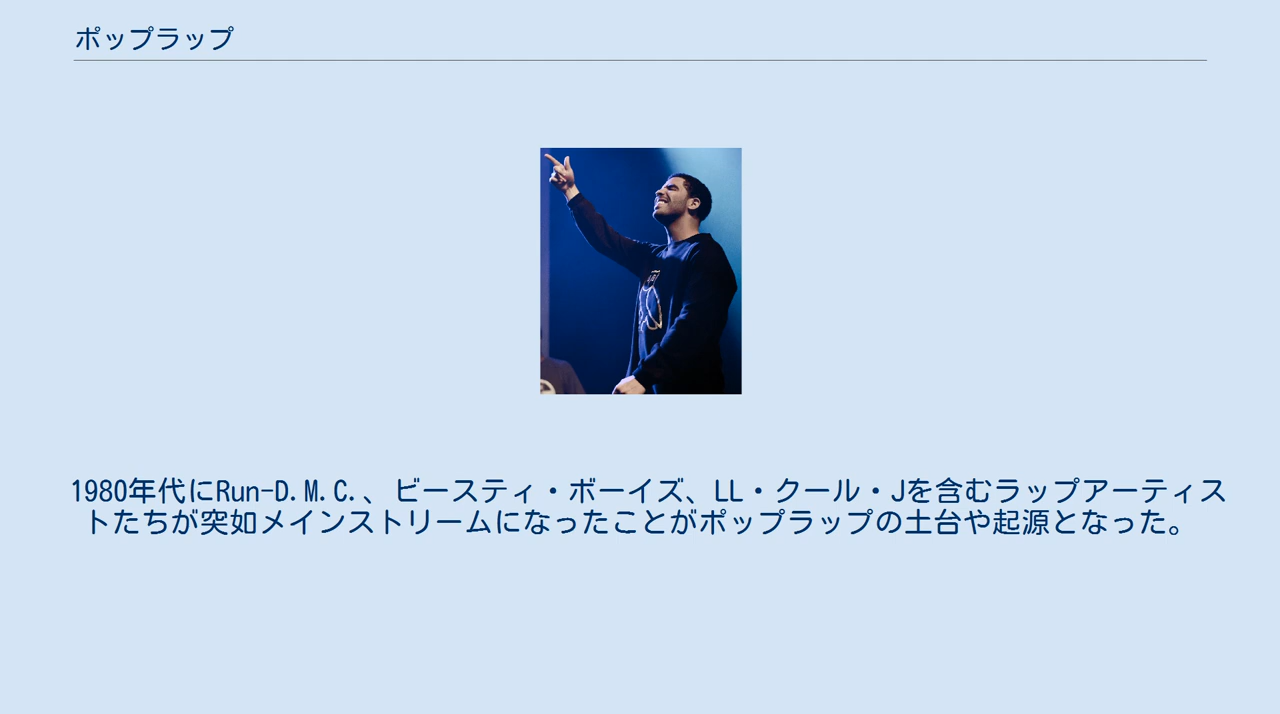 ポップラップ
1980年代にRun-D.M.C.、ビースティ・ボーイズ、LL・クール・Jを含むラップアーティス
トたちが突如メインストリームになったことがポップラップの土台や起源となった。